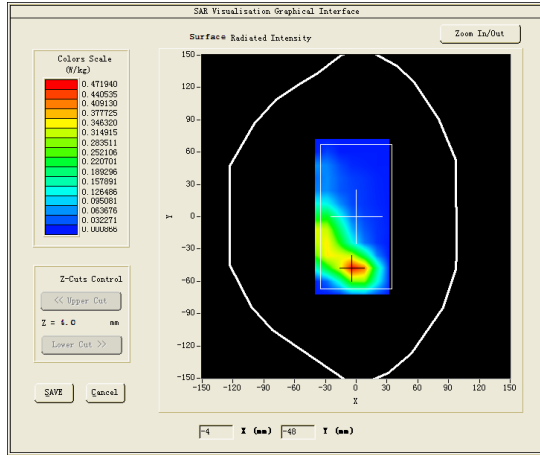 SAR Visualisation Graphical Interface
Surface Radiated Intensity
Zoom In/Out
Colors Scale
(W/kg)
0.471940
0.440535
0.409130
0.377725
0.346320
0.314915
0.283511
0.252106
0.220701
0.189296
0.157891
0.126486
0.095081
0.063676
0.032271
0.000866
Z-Cuts Control
<< Upper Cut
Z = 4.0 mm
Lower Cut >>
SAVE
Cancel
150
120
90
60
30
0
-30
-60
-90
-120
-150
Y
-150 -120 -90 -60 -30 0 30 60 90 120 150
X
-4 X (mm) -48 Y (mm)